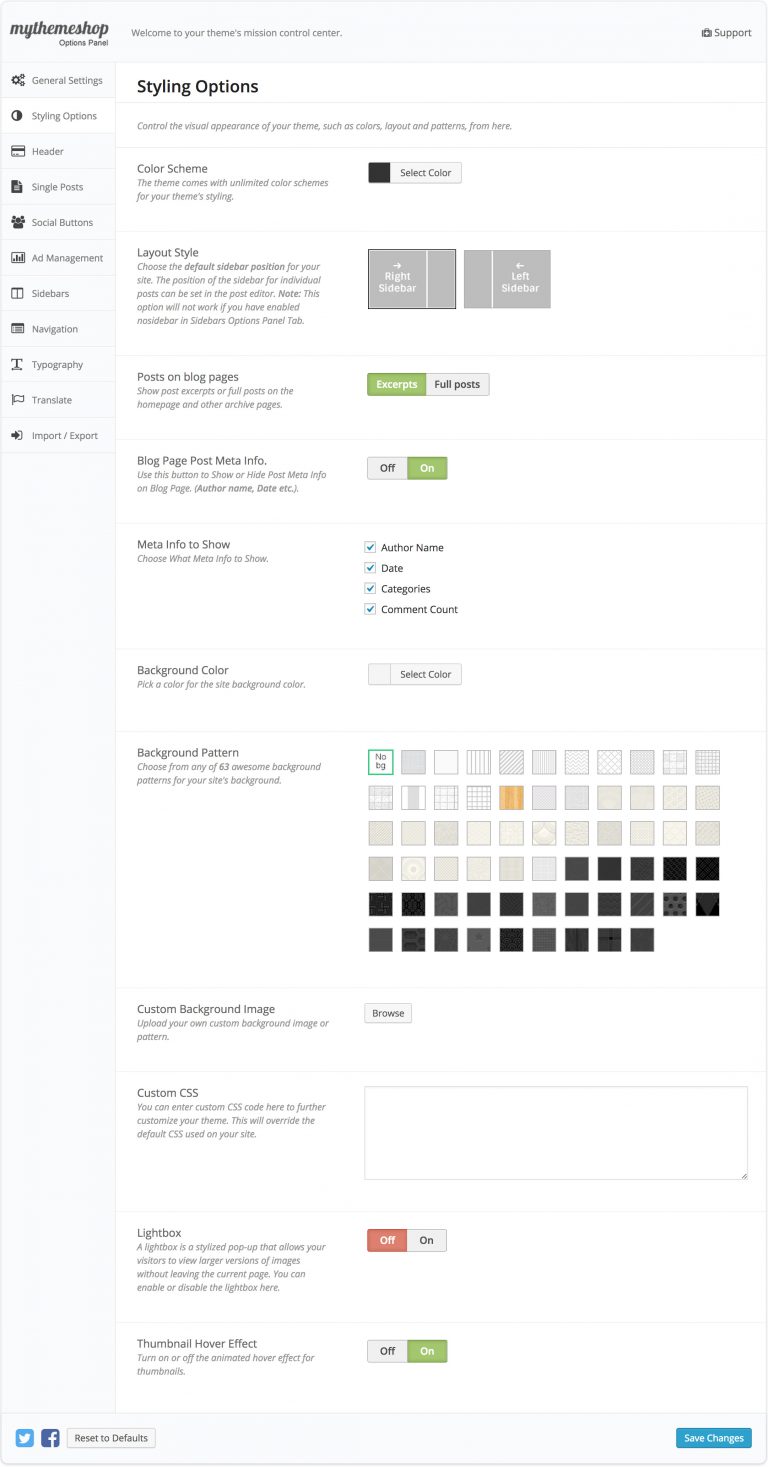 mythemeshop
Options Panel
Welcome to your theme's mission control center.
Support
General Settings
Styling Options
Header
Single Posts
Social Buttons
Ad Management
Sidebars
Navigation
Typography
Translate
Import / Export
Styling Options
Control the visual appearance of your theme, such as colors, layout and patterns, from here.
Color Scheme
The theme comes with unlimited color schemes
for your theme's styling.
Select Color
Layout Style
Choose the default sidebar position for your
site. The position of the sidebar for individual
posts can be set in the post editor. Note: This
option will not work if you have enabled
nosidebar in Sidebars Options Panel Tab.
→
Right
Sidebar
←
Left
Sidebar
Posts on blog pages
Show post excerpts or full posts on the
homepage and other archive pages.
Excerpts
Full posts
Blog Page Post Meta Info.
Use this button to Show or Hide Post Meta Info
on Blog Page. (Author name, Date etc.).
Off
On
Meta Info to Show
Choose What Meta Info to Show.
Author Name
Date
Categories
Comment Count
Background Color
Pick a color for the site background color.
Select Color
Background Pattern
Choose from any of 63 awesome background
patterns for your site's background.
No
bg
Custom Background Image
Upload your own custom background image or
pattern.
Browse
Custom CSS
You can enter custom CSS code here to further
customize your theme. This will override the
default CSS used on your site.
Lightbox
A lightbox is a stylized pop-up that allows your
visitors to view larger versions of images
without leaving the current page. You can
enable or disable the lightbox here.
Off
On
Thumbnail Hover Effect
Turn on or off the animated hover effect for
thumbnails.
Off
On
Reset to Defaults
Save Changes